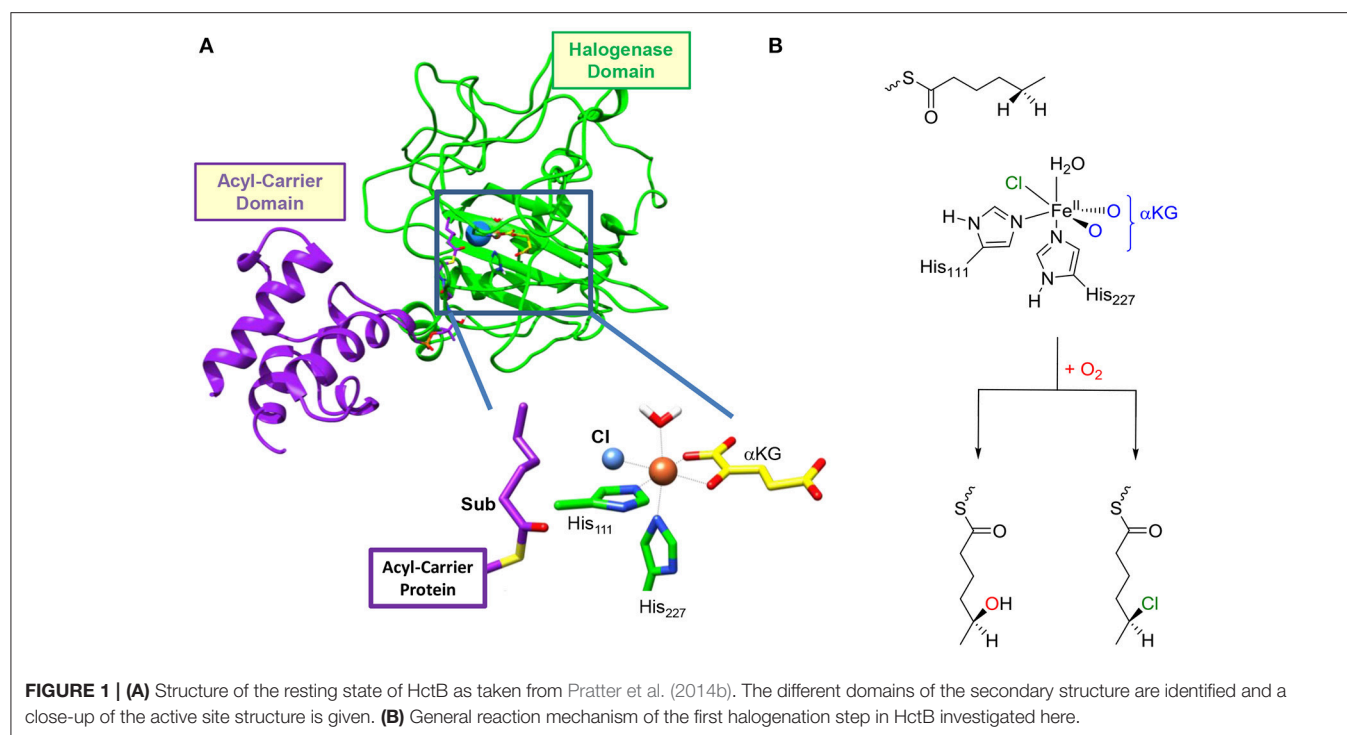 A
Halogenase
Domain
Acyl-Carrier
Domain
Cl
αKG
Sub
His111
Acyl-Carrier
Protein
His227
B
S
O
H H
H2O
Cl
FeII
O
O
αKG
N
H
N
His111
N
N
H
His227
+ O2
S
O
OH
H
S
O
Cl
H
FIGURE 1 | (A) Structure of the resting state of HctB as taken from Pratter et al. (2014b). The different domains of the secondary structure are identified and a
close-up of the active site structure is given. (B) General reaction mechanism of the first halogenation step in HctB investigated here.